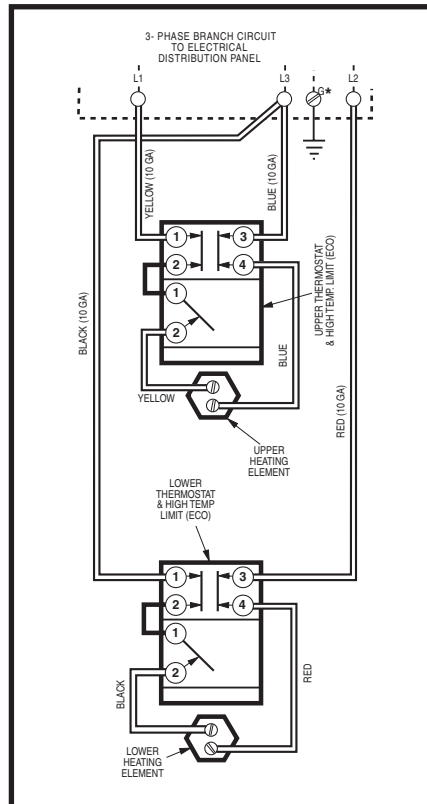 3- PHASE BRANCH CIRCUIT
TO ELECTRICAL
DISTRIBUTION PANEL
L1
L3
G*
L2
YELLOW (10 GA)
BLUE (10 GA)
1
3
2
4
1
2
UPPER THERMOSTAT
& HIGH TEMP. LIMIT (ECO)
BLACK (10 GA)
BLUE
RED (10 GA)
YELLOW
UPPER
HEATING
ELEMENT
LOWER
THERMOSTAT
& HIGH TEMP
LIMIT (ECO)
1
3
2
4
1
2
BLACK
RED
LOWER
HEATING
ELEMENT